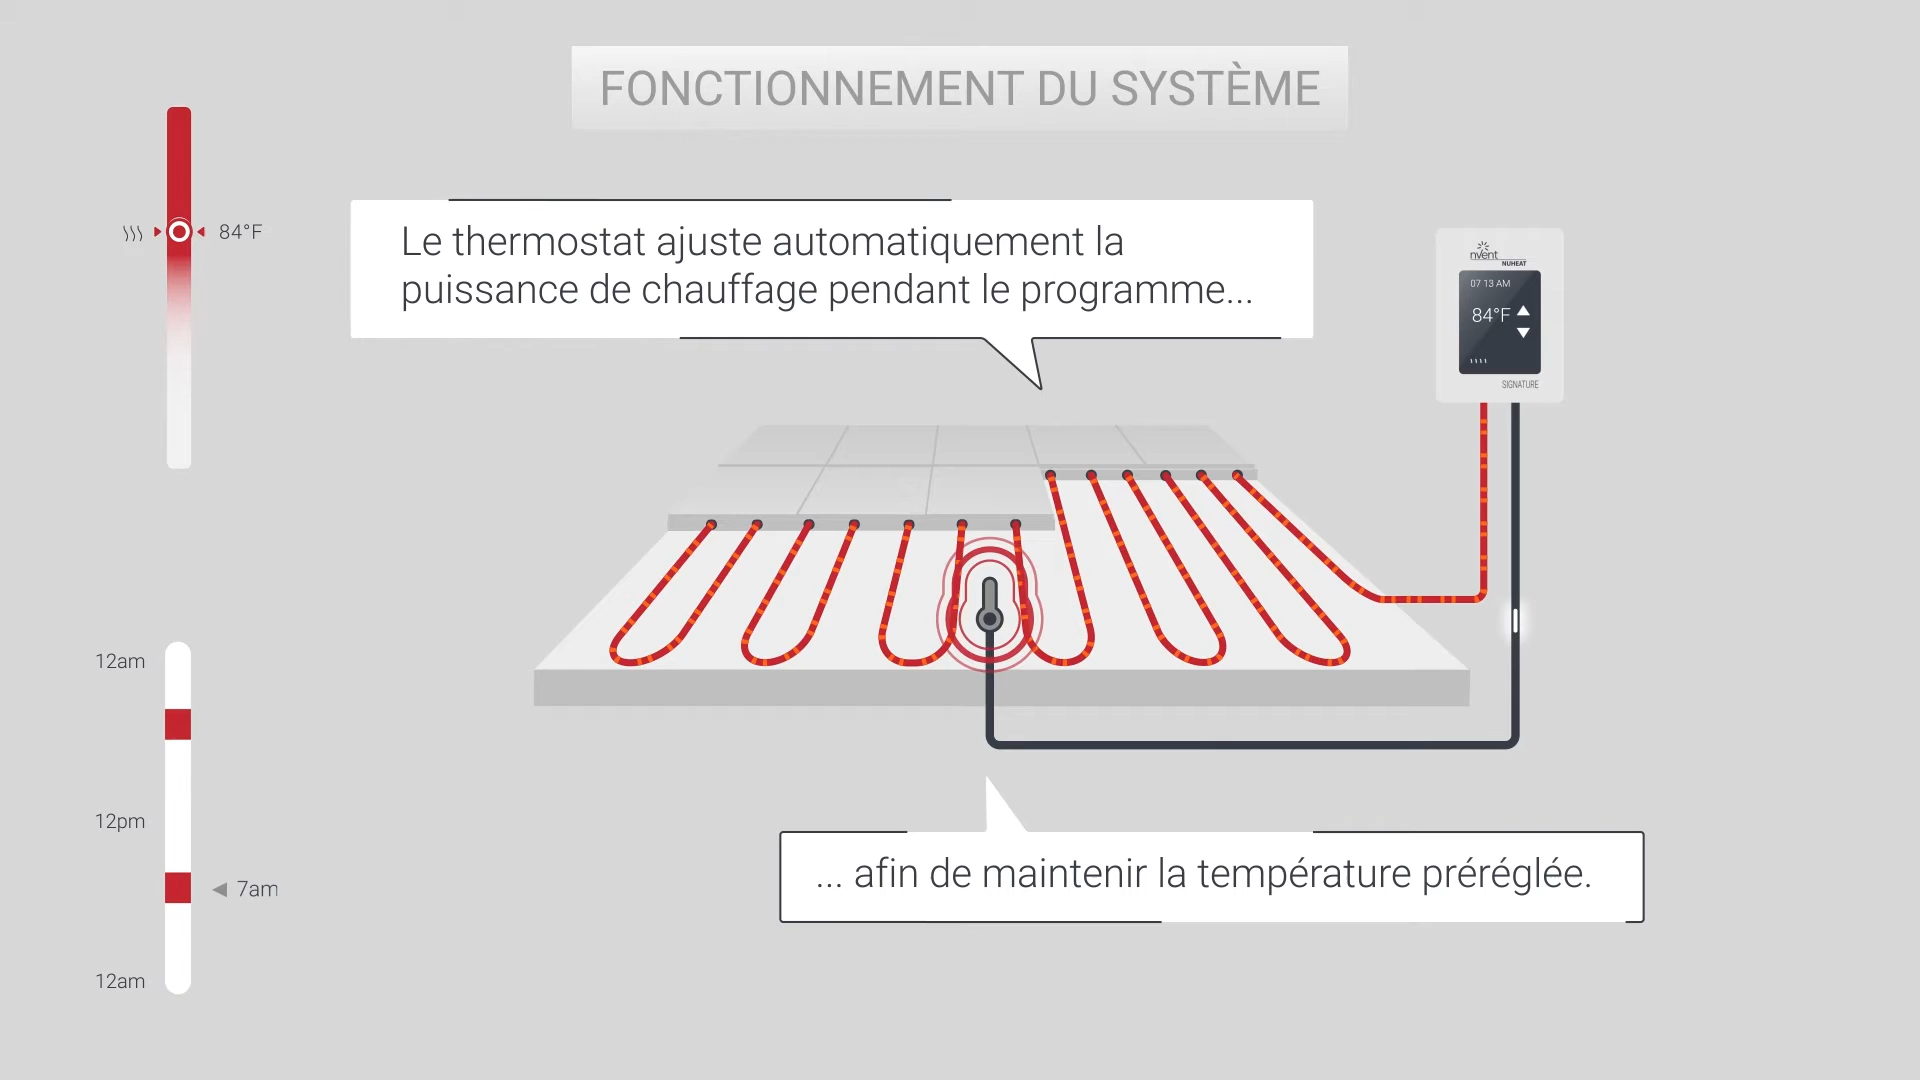 FONCTIONNEMENT DU SYSTÈME
84°F
Le thermostat ajuste automatiquement la
puissance de chauffage pendant le programme...
nvent
NUHEAT
07 13 AM
84°F
SIGNATURE
12am
12pm
7am
12am
... afin de maintenir la température préréglée.